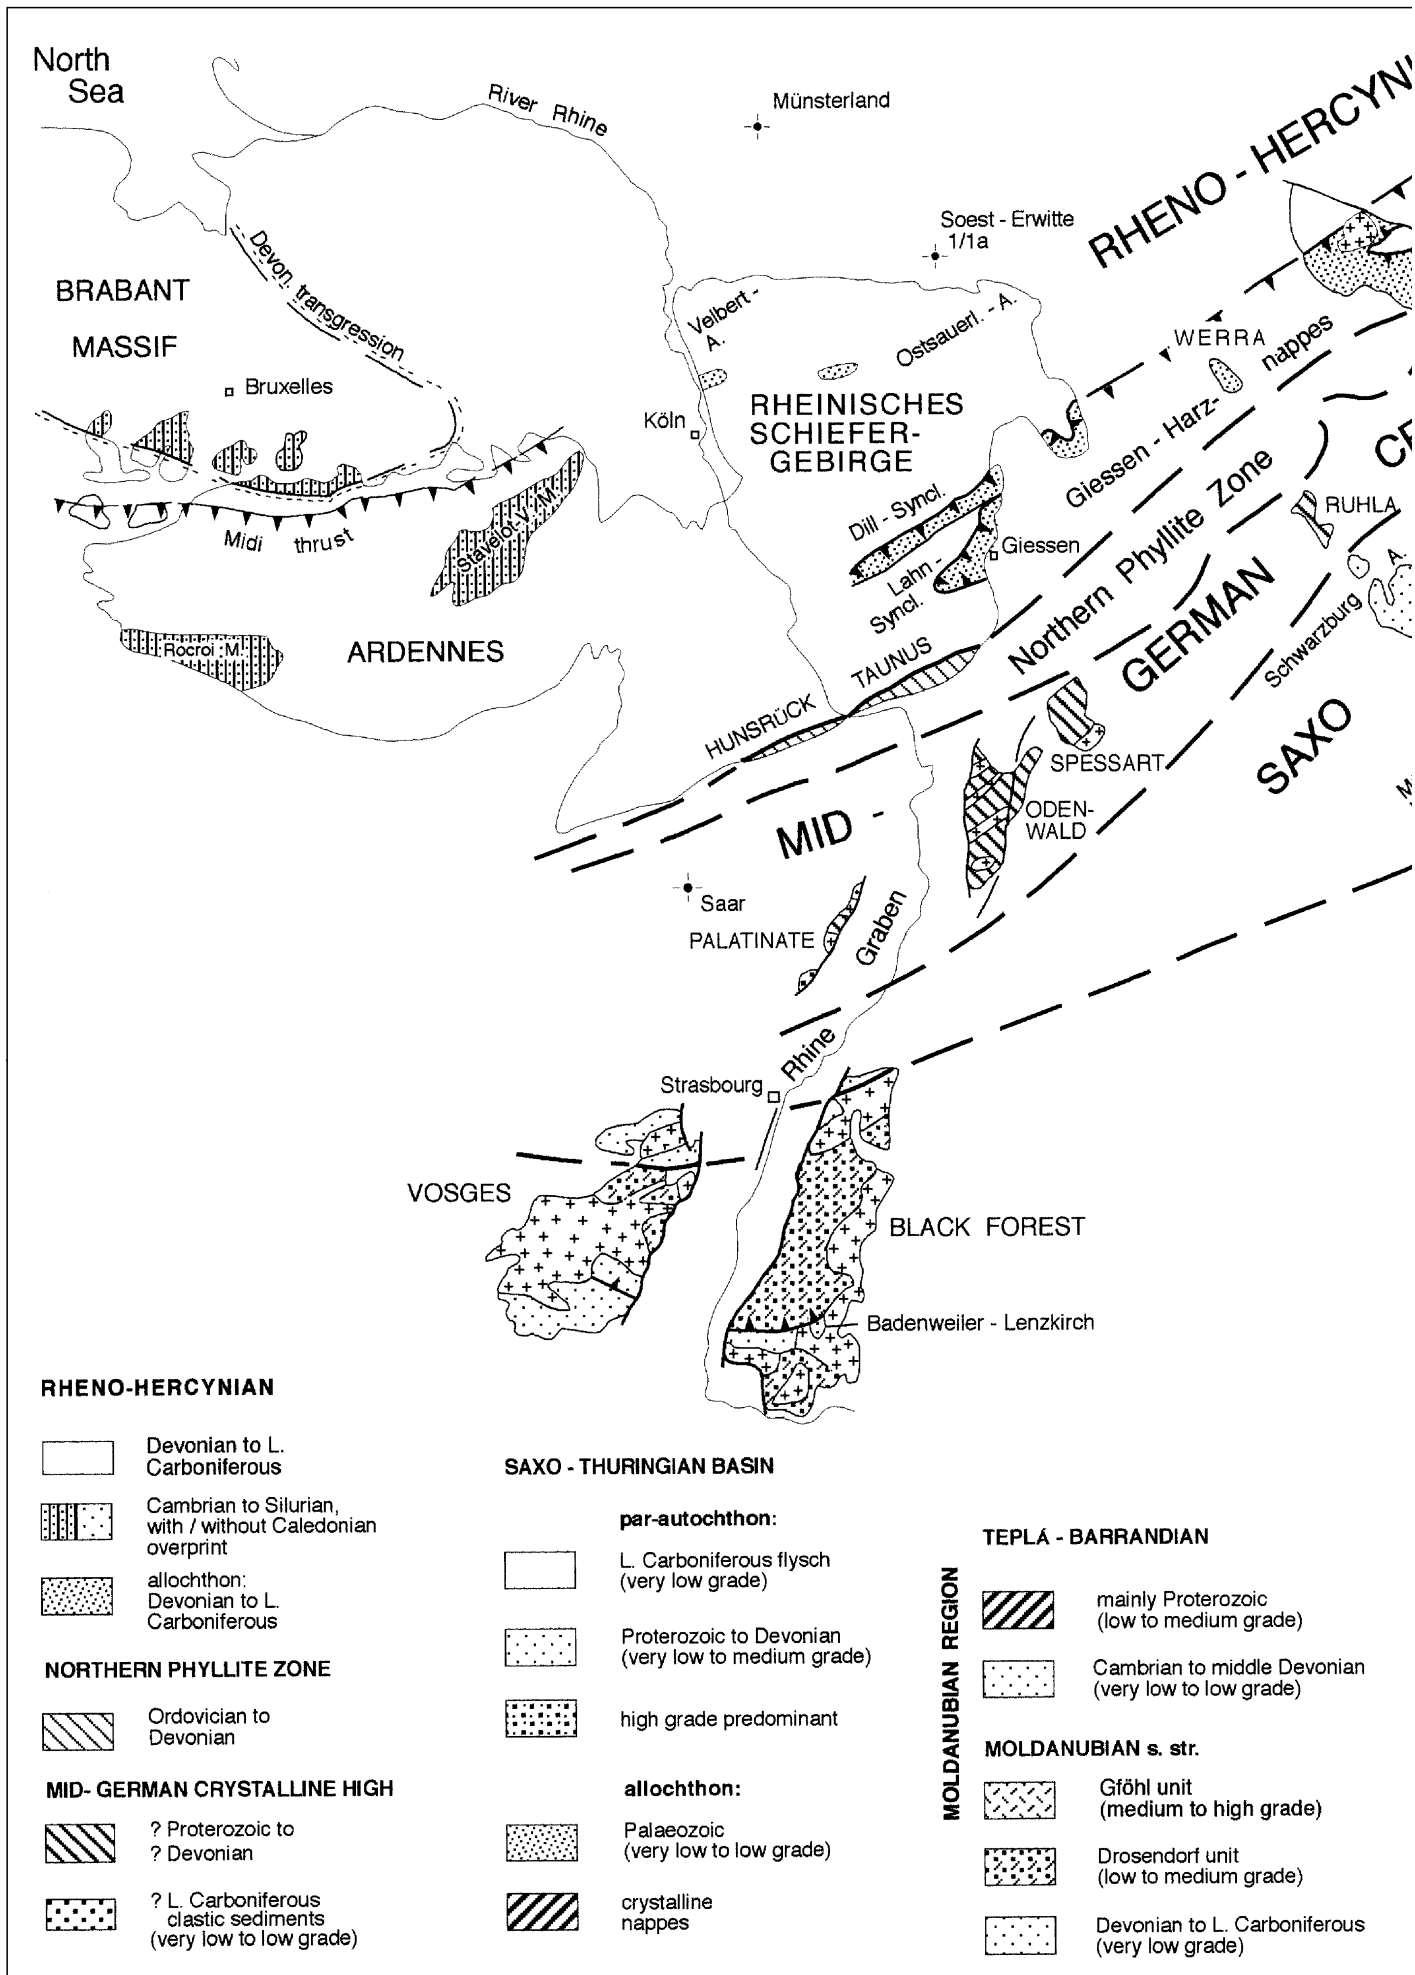 North
Sea
River Rhine
Münsterland
RHENO - HERCYNI
Soest - Erwitte
1/1a
Devon. transgression
BRABANT
MASSIF
Bruxelles
Velbert -
A.
Ostsauerl. - A.
WERRA
Giessen - Harz- nappes
Köln
RHEINISCHES
SCHIEFER-
GEBIRGE
Midi thrust
Stavelot-V. M.
Dill - Syncl.
Lahn -
Syncl.
Giessen
Northern Phyllite Zone
RUHLA
Schwarzburg A.
Rocroi M.
ARDENNES
HUNSRÜCK
TAUNUS
MID - GERMAN
SAXO
SPESSART
ODEN-
WALD
Saar
PALATINATE
Rhine Graben
Strasbourg
VOSGES
BLACK FOREST
Badenweiler - Lenzkirch
RHENO-HERCYNIAN
Devonian to L.
Carboniferous
Cambrian to Silurian,
with / without Caledonian
overprint
allochthon:
Devonian to L.
Carboniferous
NORTHERN PHYLLITE ZONE
Ordovician to
Devonian
MID- GERMAN CRYSTALLINE HIGH
? Proterozoic to
? Devonian
? L. Carboniferous
clastic sediments
(very low to low grade)
SAXO - THURINGIAN BASIN
par-autochthon:
L. Carboniferous flysch
(very low grade)
Proterozoic to Devonian
(very low to medium grade)
high grade predominant
allochthon:
Palaeozoic
(very low to low grade)
crystalline
nappes
MOLDANUBIAN REGION
TEPLÁ - BARRANDIAN
mainly Proterozoic
(low to medium grade)
Cambrian to middle Devonian
(very low to low grade)
MOLDANUBIAN s. str.
Gföhl unit
(medium to high grade)
Drosendorf unit
(low to medium grade)
Devonian to L. Carboniferous
(very low grade)